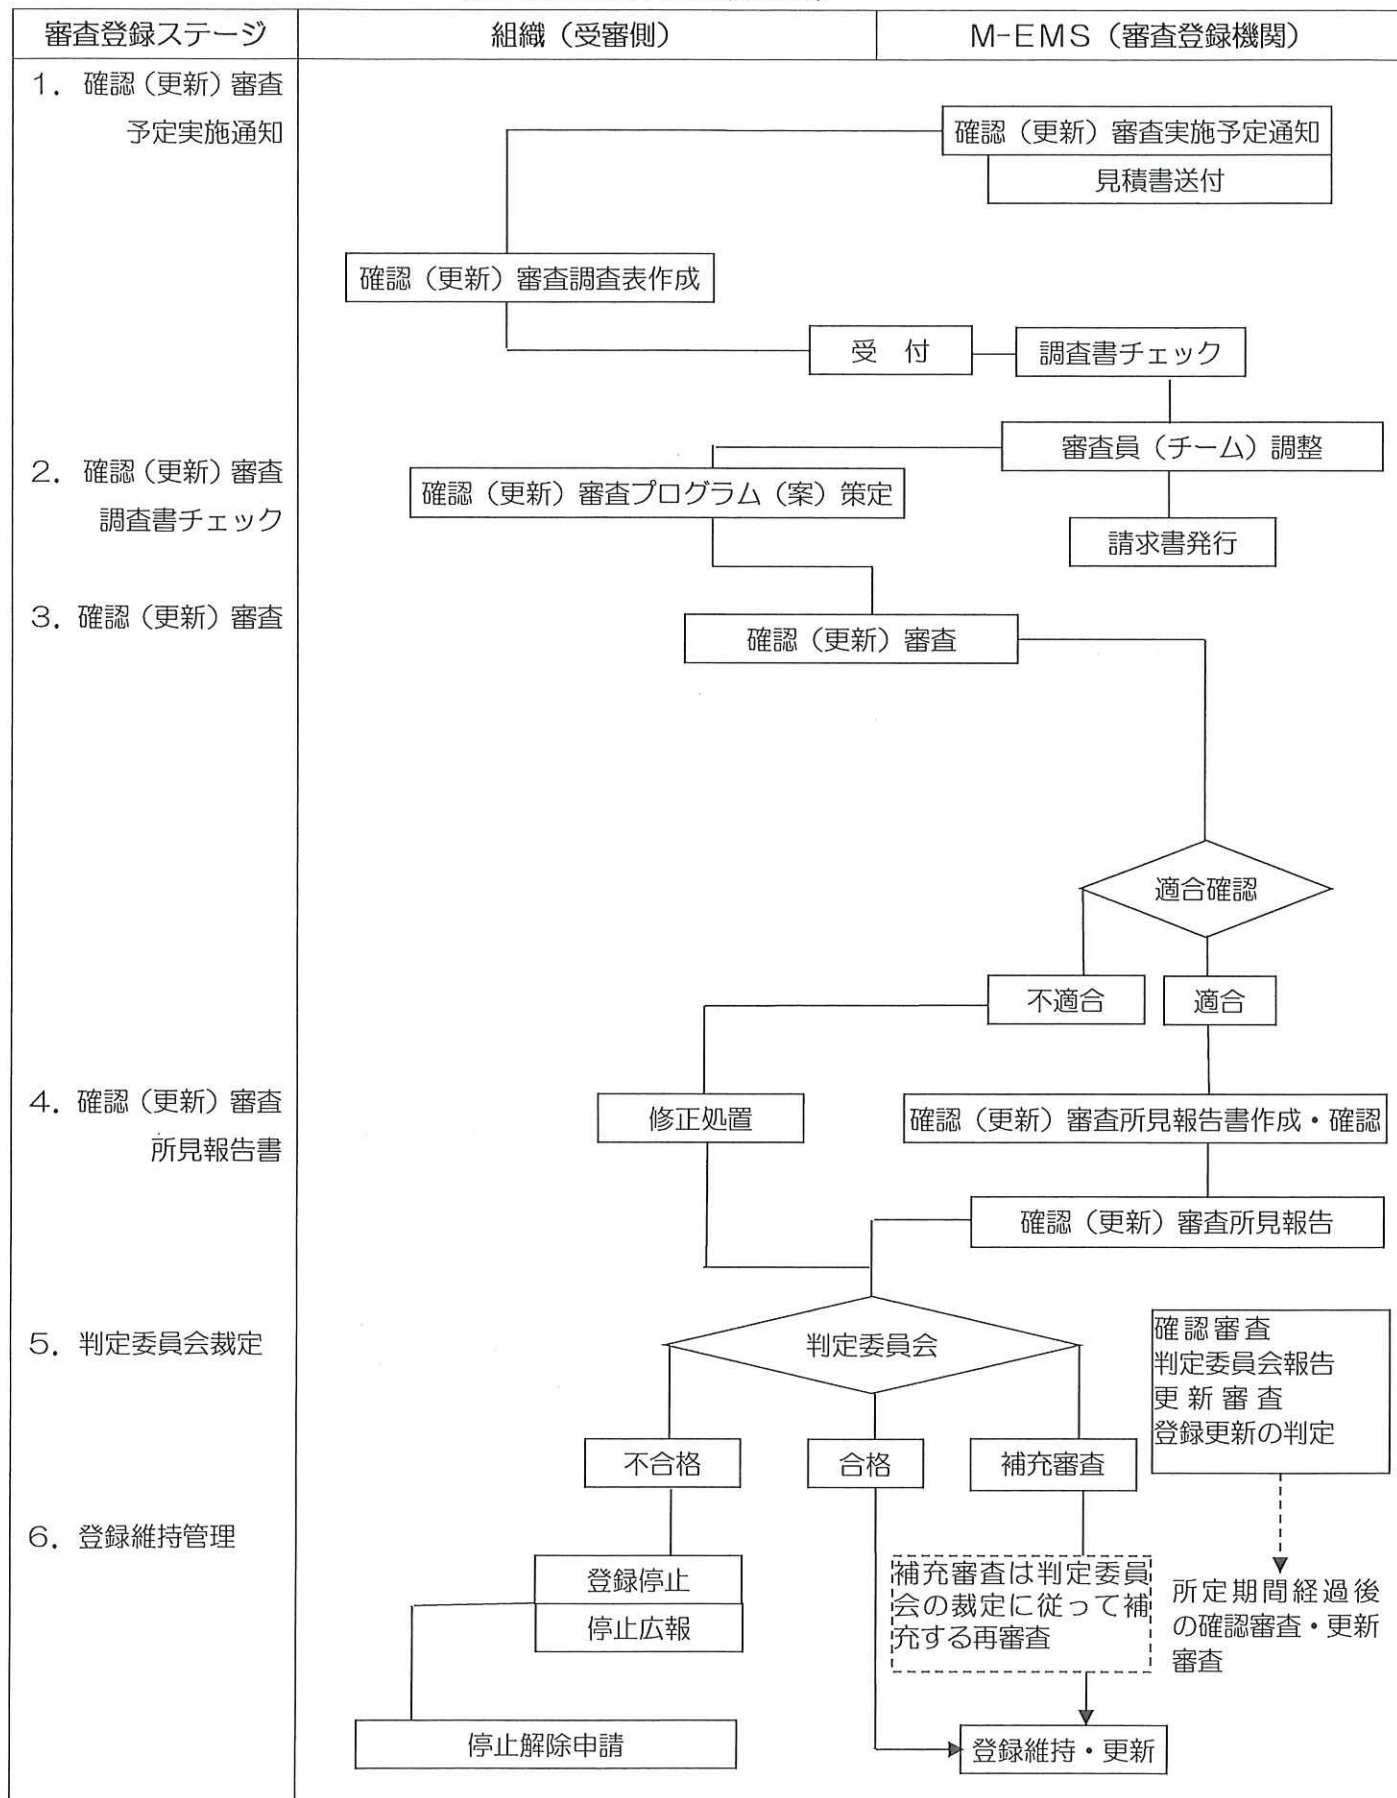 審査登録ステージ
組織（受審側）
M-EMS（審査登録機関）
1．確認（更新）審査
予定実施通知
確認（更新）審査実施予定通知
見積書送付
確認（更新）審査調査表作成
受　付
調査書チェック
審査員（チーム）調整
2．確認（更新）審査
調査書チェック
確認（更新）審査プログラム（案）策定
請求書発行
3．確認（更新）審査
確認（更新）審査
適合確認
不適合
適合
4．確認（更新）審査
所見報告書
修正処置
確認（更新）審査所見報告書作成・確認
確認（更新）審査所見報告
5．判定委員会裁定
判定委員会
確認審査
判定委員会報告
更新審査
登録更新の判定
不合格
合格
補充審査
6．登録維持管理
登録停止
停止広報
補充審査は判定委員
会の裁定に従って補
充する再審査
所定期間経過後
の確認審査・更新
審査
停止解除申請
登録維持・更新